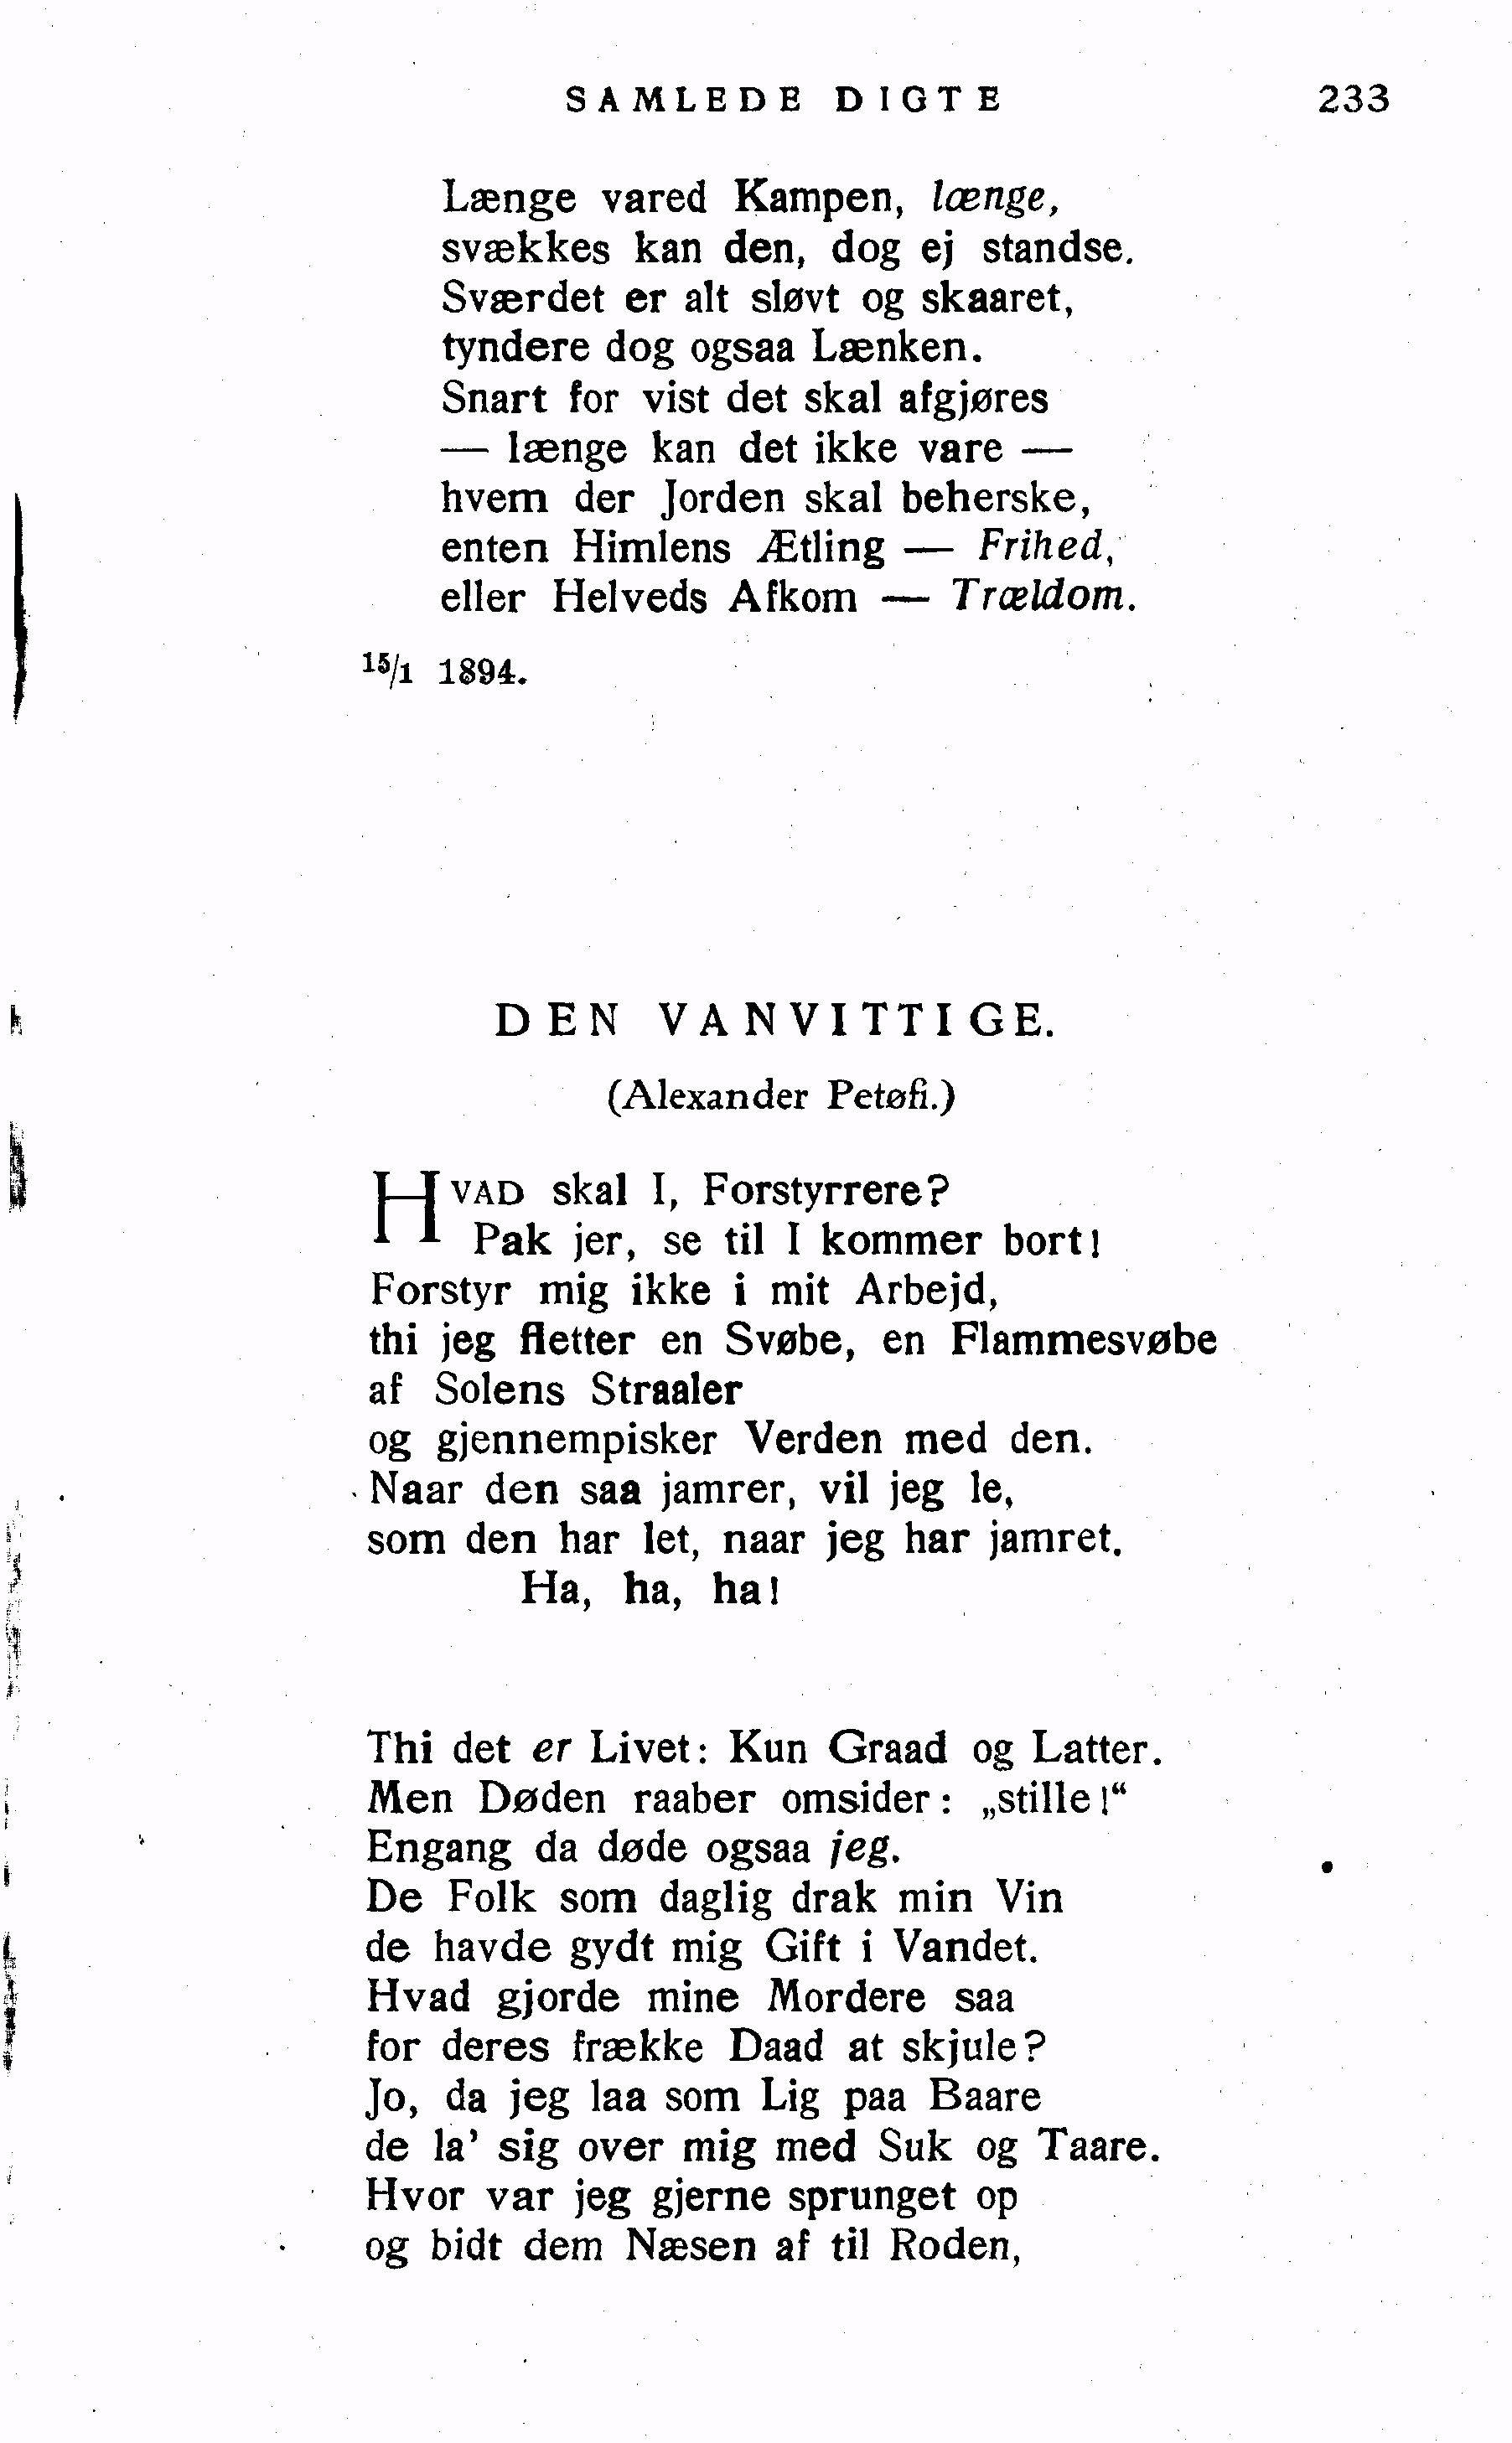 SAMLEDE DIGTE 233
Længe vared Kampen, længe,
svækkes kan den, dog ej standse.
Sværdet er alt sløvt og skaaret,
tyndere dog ogsaa Lænken.
Snart for vist det skal afgjøres
— længe kan det ikke vare —
hvem der Jorden skal beherske,
enten Himlens Ætling — Frihed,
eller Helveds Afkom — Trældom.
15/1 1894.
DEN VANVITTIGE.
(Alexander Petøfi.)
HVAD skal I, Forstyrrere?
Pak jer, se til I kommer bort!
Forstyr mig ikke i mit Arbejd,
thi jeg fletter en Svøbe, en Flammesvøbe
af Solens Straaler
og gjennempisker Verden med den.
Naar den saa jamrer, vil jeg le,
som den har let, naar jeg har jamret.
Ha, ha, ha!
Thi det er Livet: Kun Graad og Latter.
Men Døden raaber omsider: „stille!“
Engang da døde ogsaa jeg.
De Folk som daglig drak min Vin
de havde gydt mig Gift i Vandet.
Hvad gjorde mine Mordere saa
for deres frække Daad at skjule?
Jo, da jeg laa som Lig paa Baare
de la' sig over mig med Suk og Taare.
Hvor var jeg gjerne sprunget op
og bidt dem Næsen af til Roden,